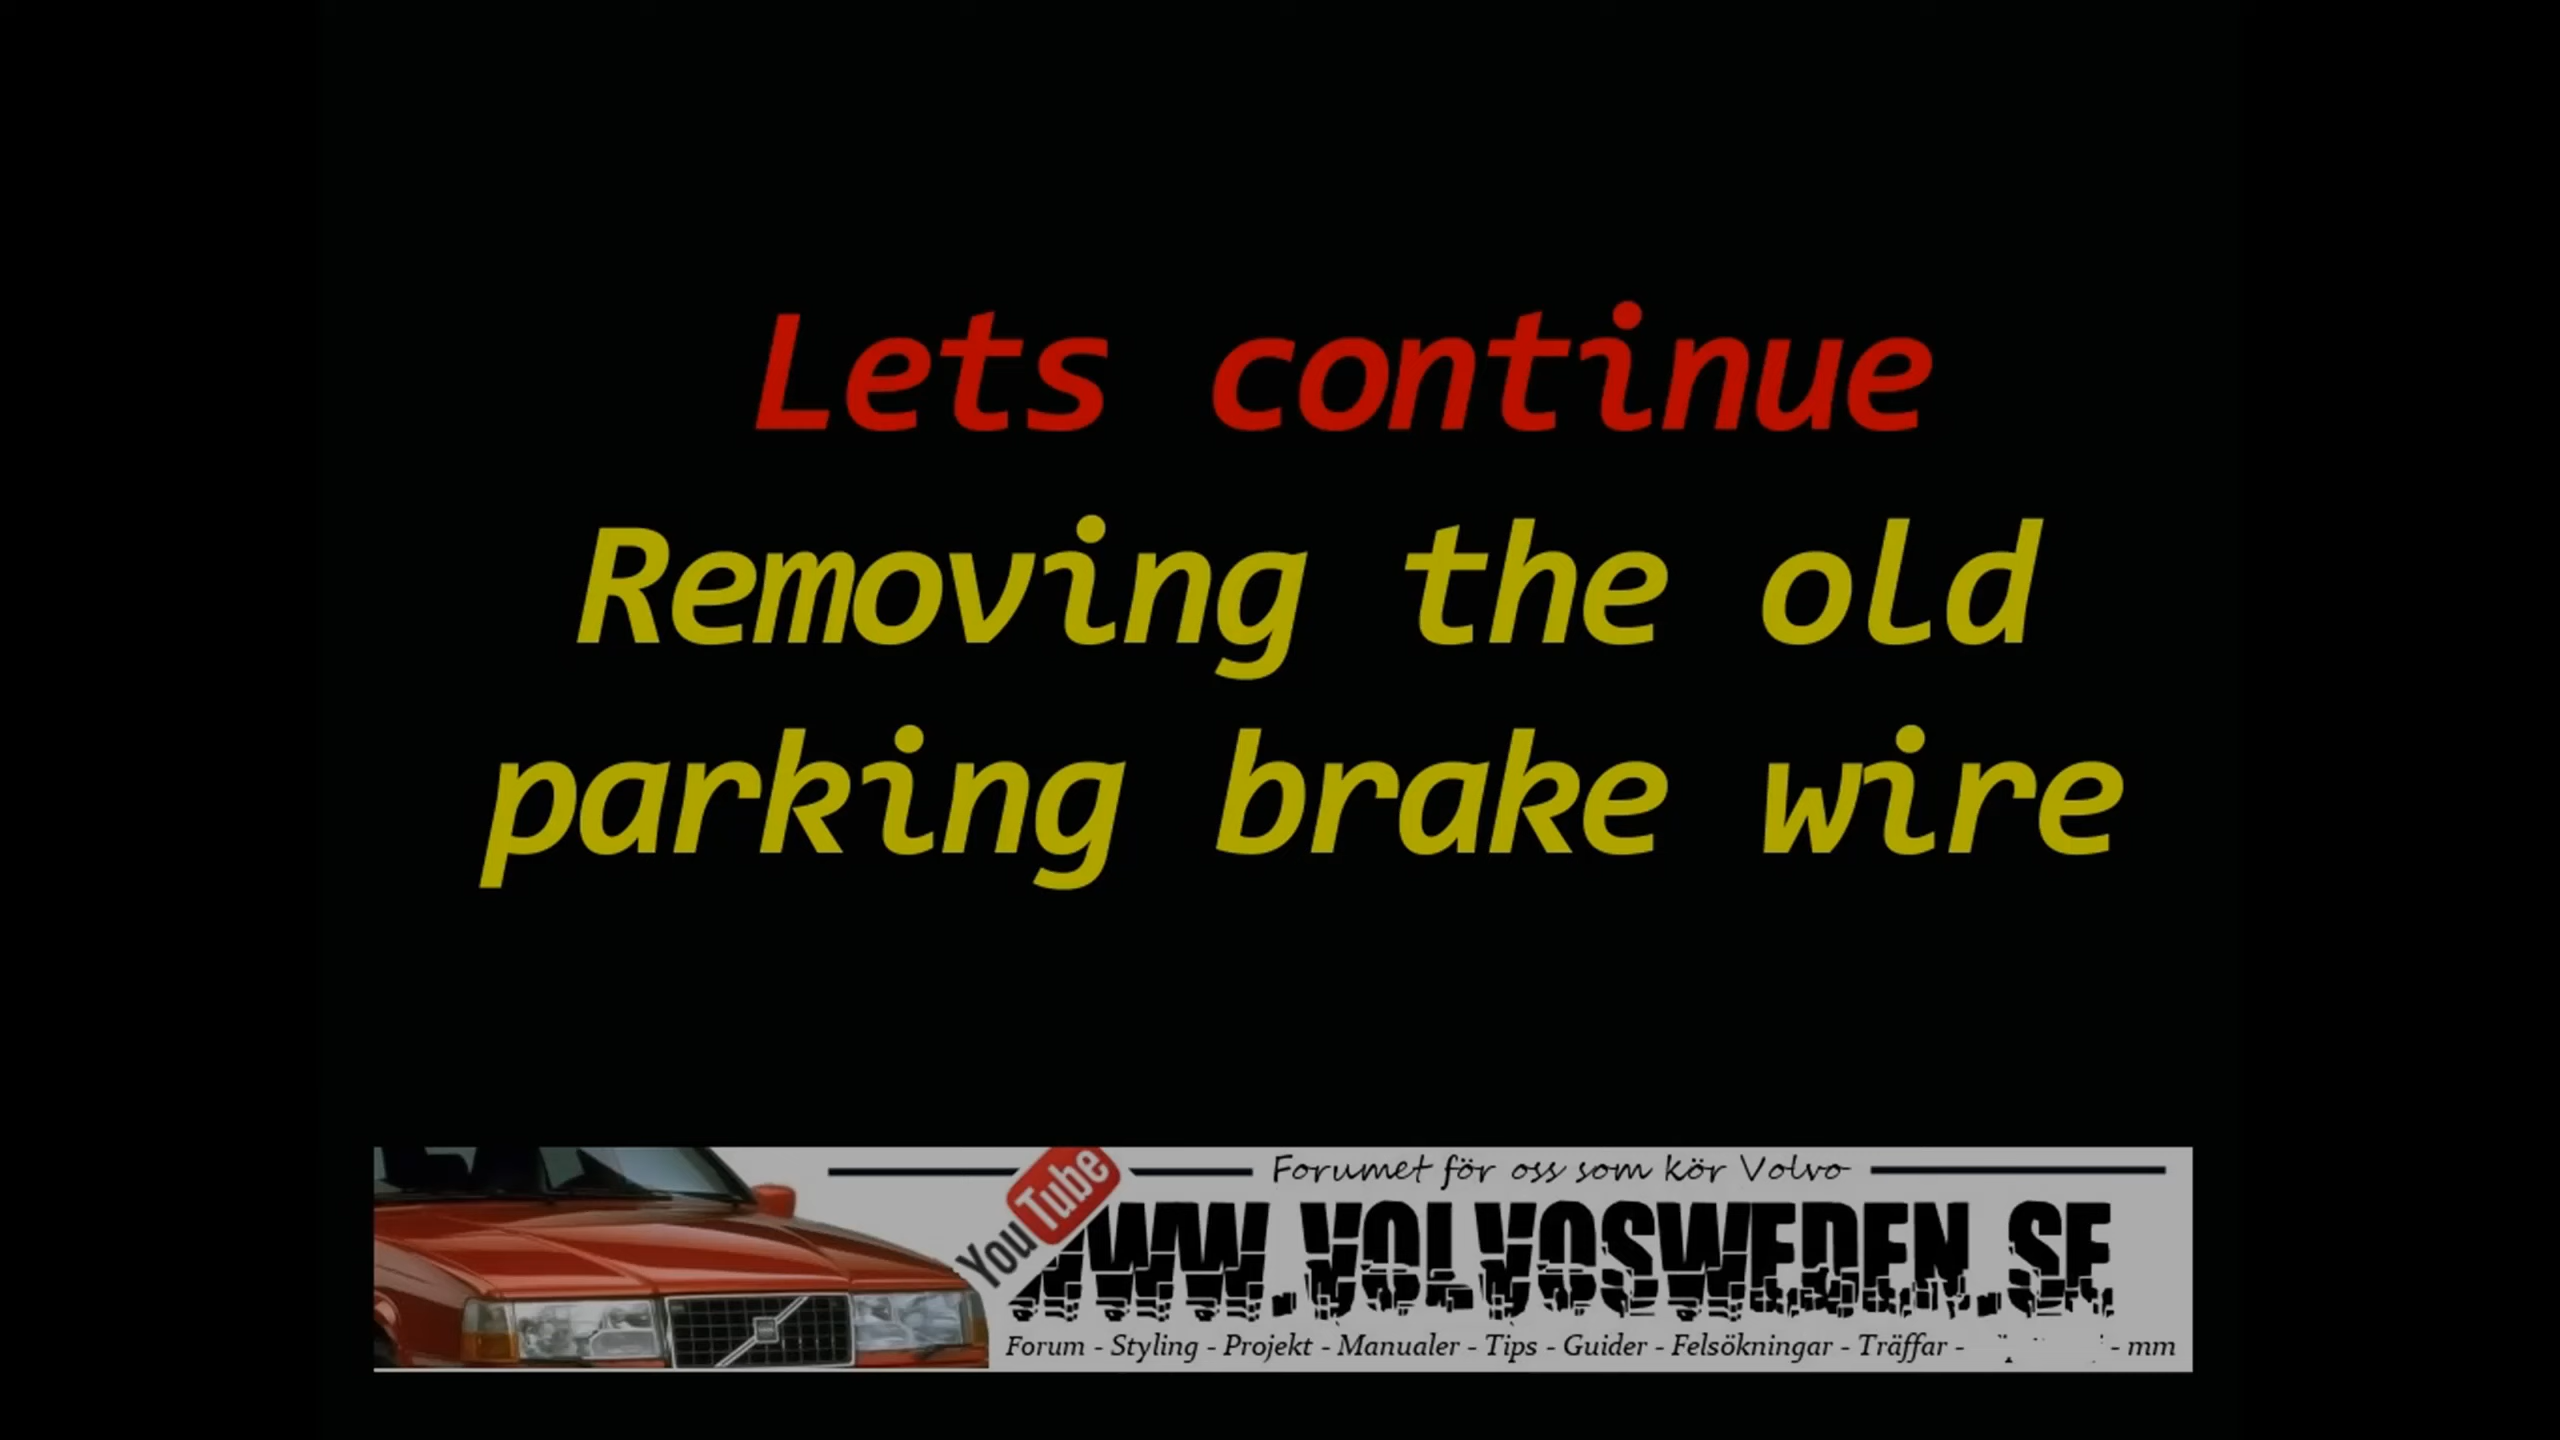 Lets continue
Removing the old
parking brake wire
Forumet för oss som kör Volvo
YouTube
WWW.VOLVOSWEDEN.SE
Forum - Styling - Projekt - Manualer - Tips - Guider - Felsökningar - Träffar - - mm